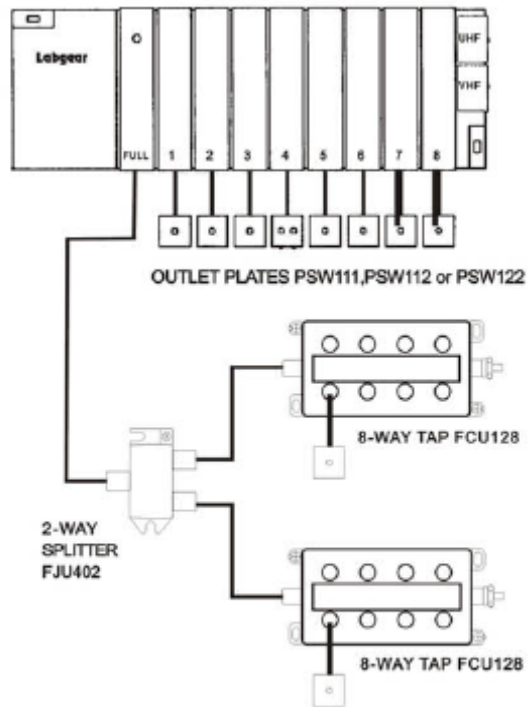 Labgear
UHF
VHF
FULL 1 2 3 4 5 6 7 8
OUTLET PLATES PSW111,PSW112 or PSW122
8-WAY TAP FCU128
2-WAY
SPLITTER
FJU402
8-WAY TAP FCU128